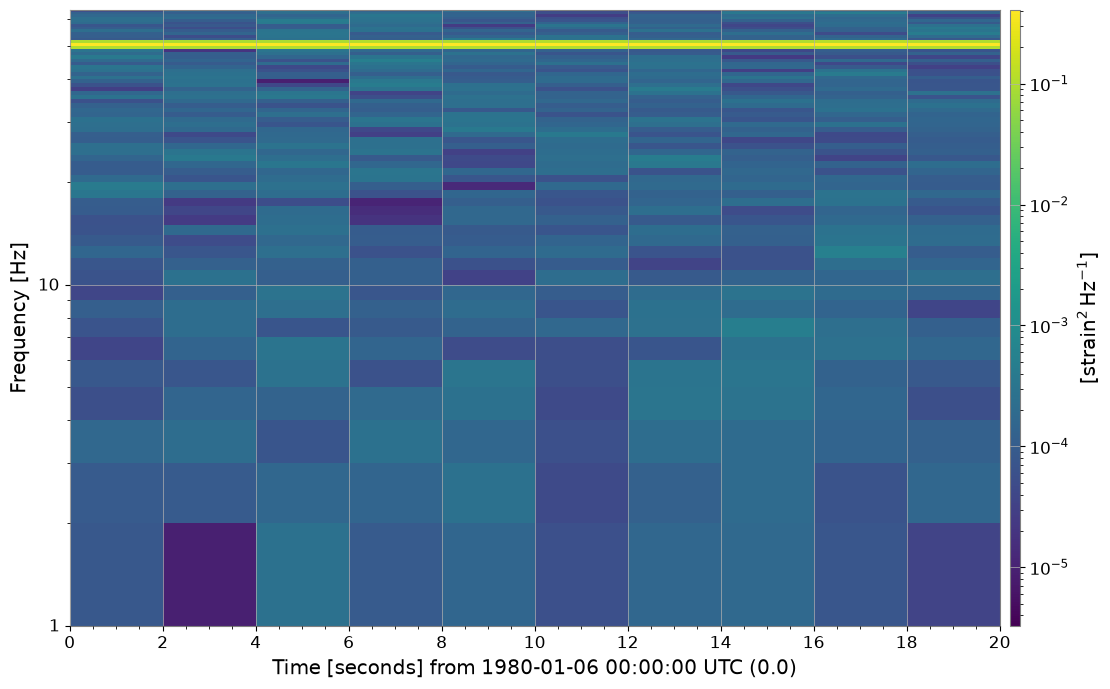 Frequency [Hz]
10
1
0 2 4 6 8 10 12 14 16 18 20
Time [seconds] from 1980-01-06 00:00:00 UTC (0.0)
10⁻¹
10⁻²
10⁻³
10⁻⁴
10⁻⁵
[strain² Hz⁻¹]